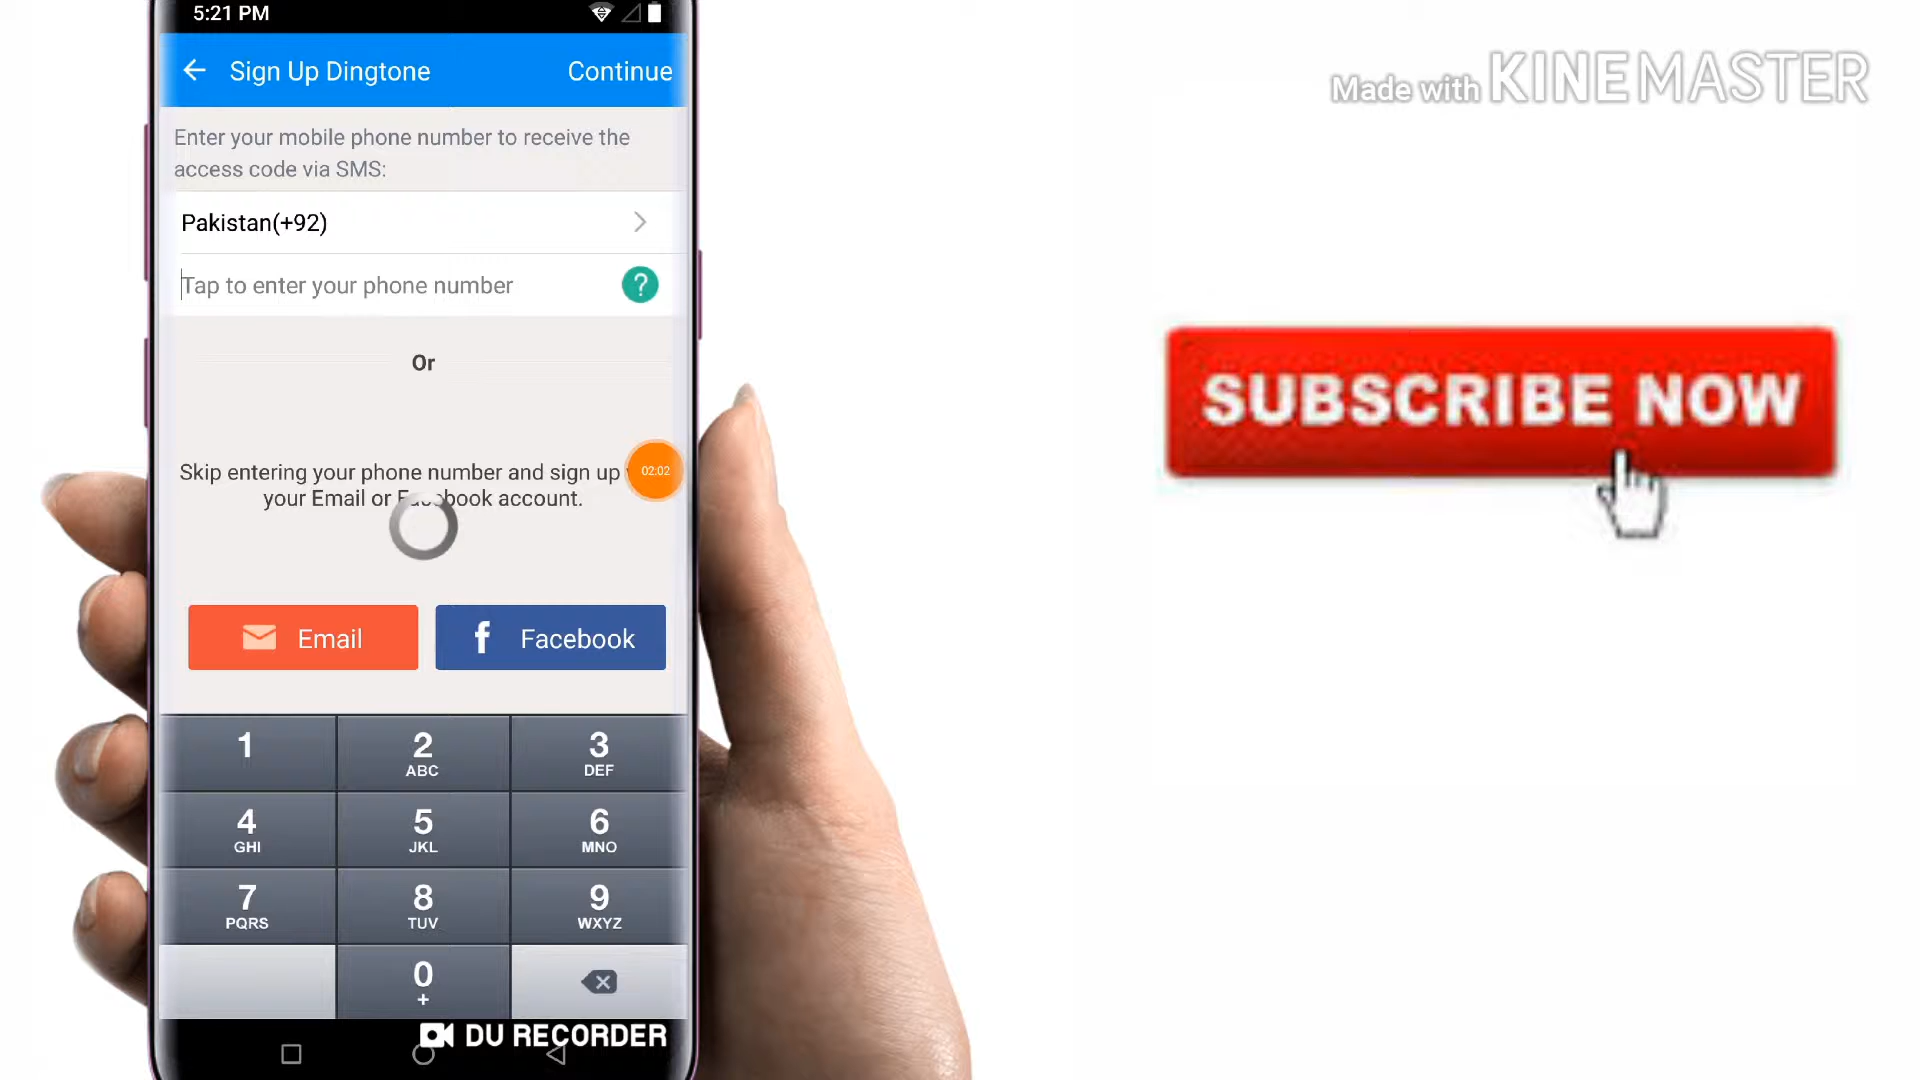 5:21 PM
Sign Up Dingtone
Continue
Enter your mobile phone number to receive the
access code via SMS:
Pakistan(+92)
Tap to enter your phone number
?
Or
Skip entering your phone number and sign up
your Email or Facebook account.
02:02
Email
f Facebook
1
2
ABC
3
DEF
4
GHI
5
JKL
6
MNO
7
PQRS
8
TUV
9
WXYZ
0
+
DU RECORDER
Made with KINEMASTER
SUBSCRIBE NOW